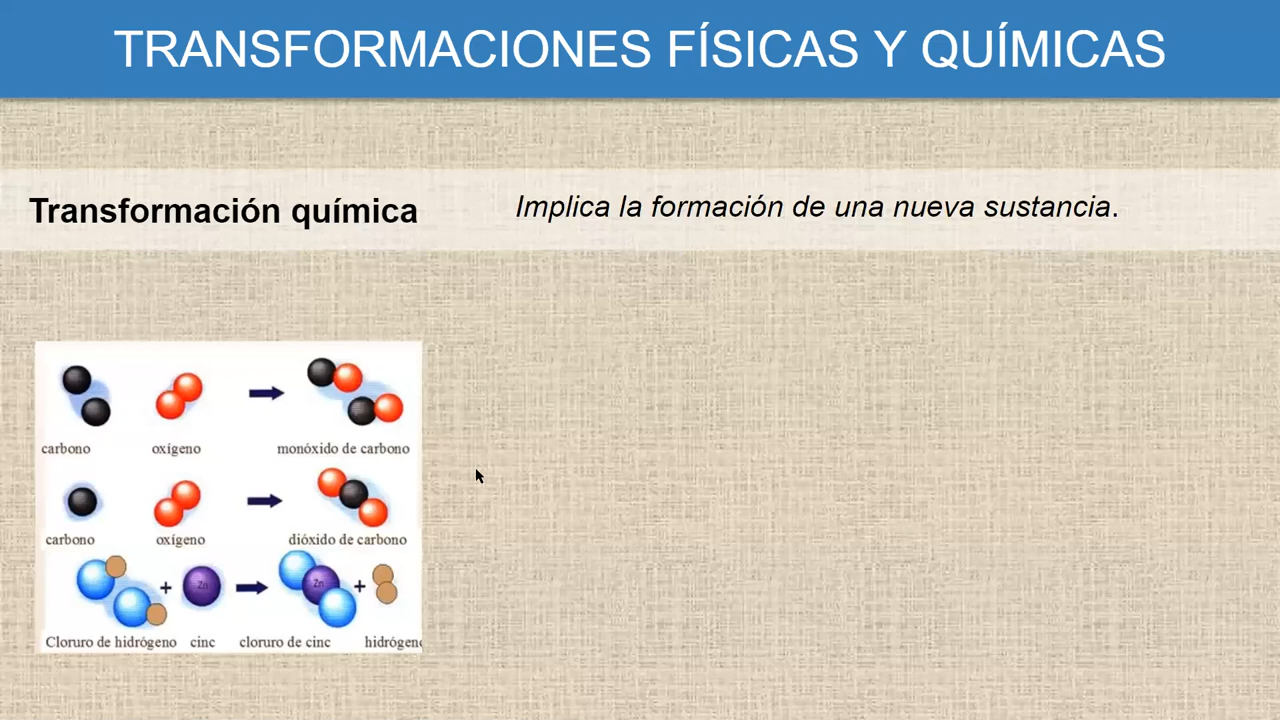 TRANSFORMACIONES FÍSICAS Y QUÍMICAS
Transformación química
Implica la formación de una nueva sustancia.
carbono oxígeno monóxido de carbono
carbono oxígeno dióxido de carbono
+ Zn Zn +
Cloruro de hidrógeno cinc cloruro de cinc hidrógeno